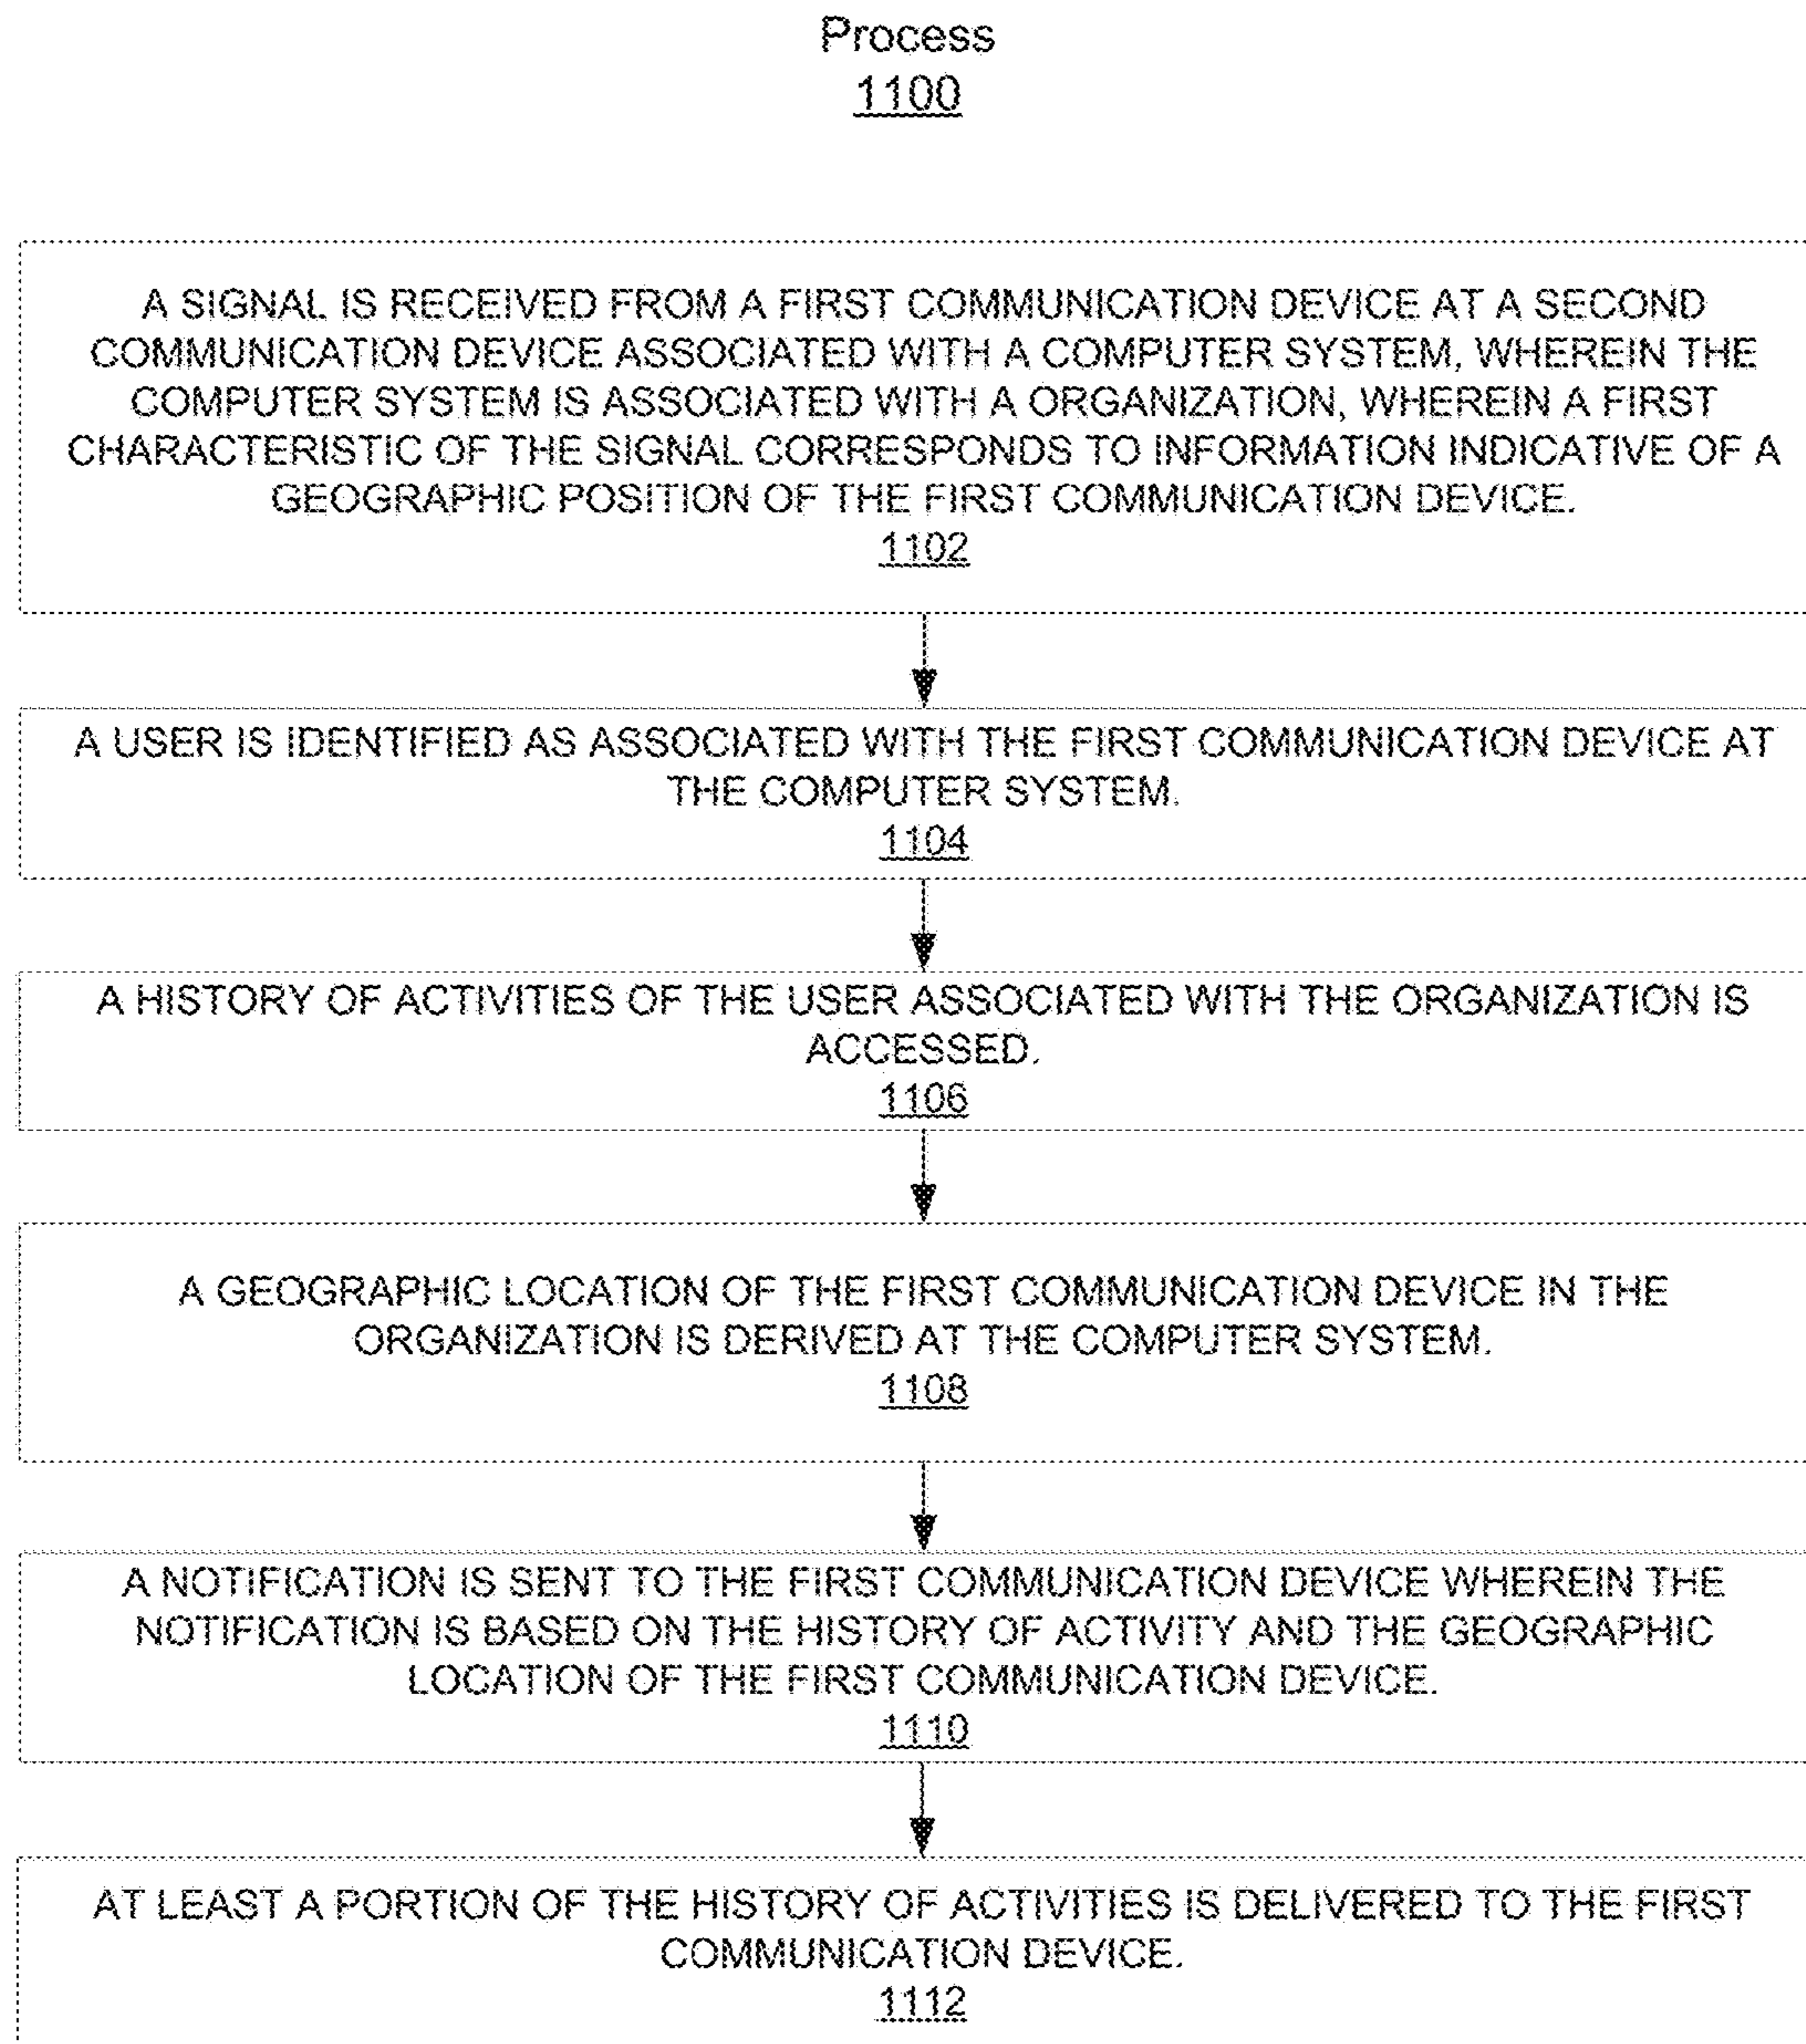 Process
1100
A SIGNAL IS RECEIVED FROM A FIRST COMMUNICATION DEVICE AT A SECOND
COMMUNICATION DEVICE ASSOCIATED WITH A COMPUTER SYSTEM, WHEREIN THE
COMPUTER SYSTEM IS ASSOCIATED WITH A ORGANIZATION, WHEREIN A FIRST
CHARACTERISTIC OF THE SIGNAL CORRESPONDS TO INFORMATION INDICATIVE OF A
GEOGRAPHIC POSITION OF THE FIRST COMMUNICATION DEVICE.
1102
A USER IS IDENTIFIED AS ASSOCIATED WITH THE FIRST COMMUNICATION DEVICE AT
THE COMPUTER SYSTEM.
1104
A HISTORY OF ACTIVITIES OF THE USER ASSOCIATED WITH THE ORGANIZATION IS
ACCESSED.
1106
A GEOGRAPHIC LOCATION OF THE FIRST COMMUNICATION DEVICE IN THE
ORGANIZATION IS DERIVED AT THE COMPUTER SYSTEM.
1108
A NOTIFICATION IS SENT TO THE FIRST COMMUNICATION DEVICE WHEREIN THE
NOTIFICATION IS BASED ON THE HISTORY OF ACTIVITY AND THE GEOGRAPHIC
LOCATION OF THE FIRST COMMUNICATION DEVICE.
1110
AT LEAST A PORTION OF THE HISTORY OF ACTIVITIES IS DELIVERED TO THE FIRST
COMMUNICATION DEVICE.
1112